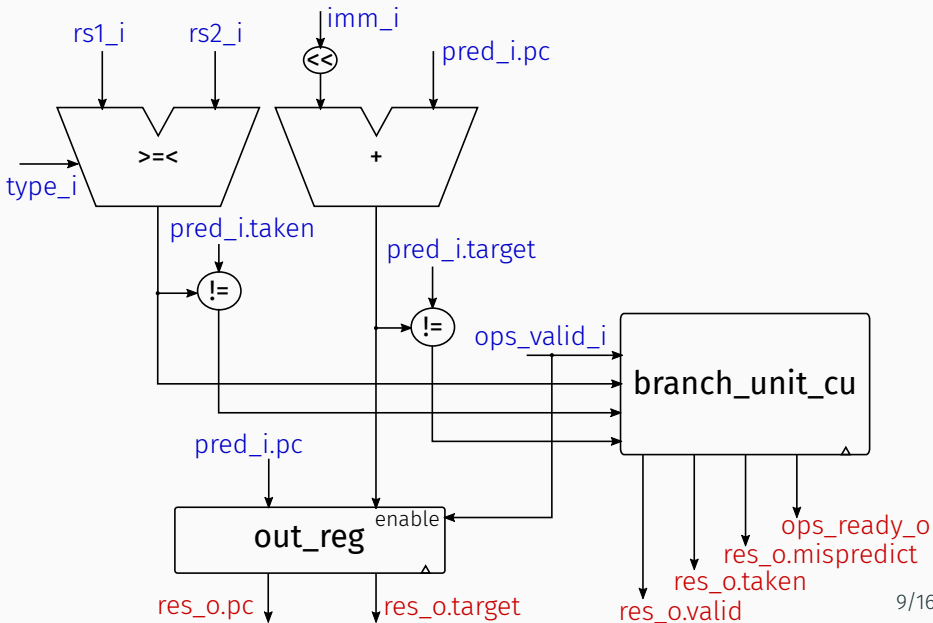 imm_i
rs1_i
rs2_i
<<
pred_i.pc
>=<
+
type_i
pred_i.taken
pred_i.target
!=
!=
ops_valid_i
branch_unit_cu
pred_i.pc
enable
out_reg
ops_ready_o
res_o.mispredict
res_o.taken
res_o.pc
res_o.target
res_o.valid
9/16